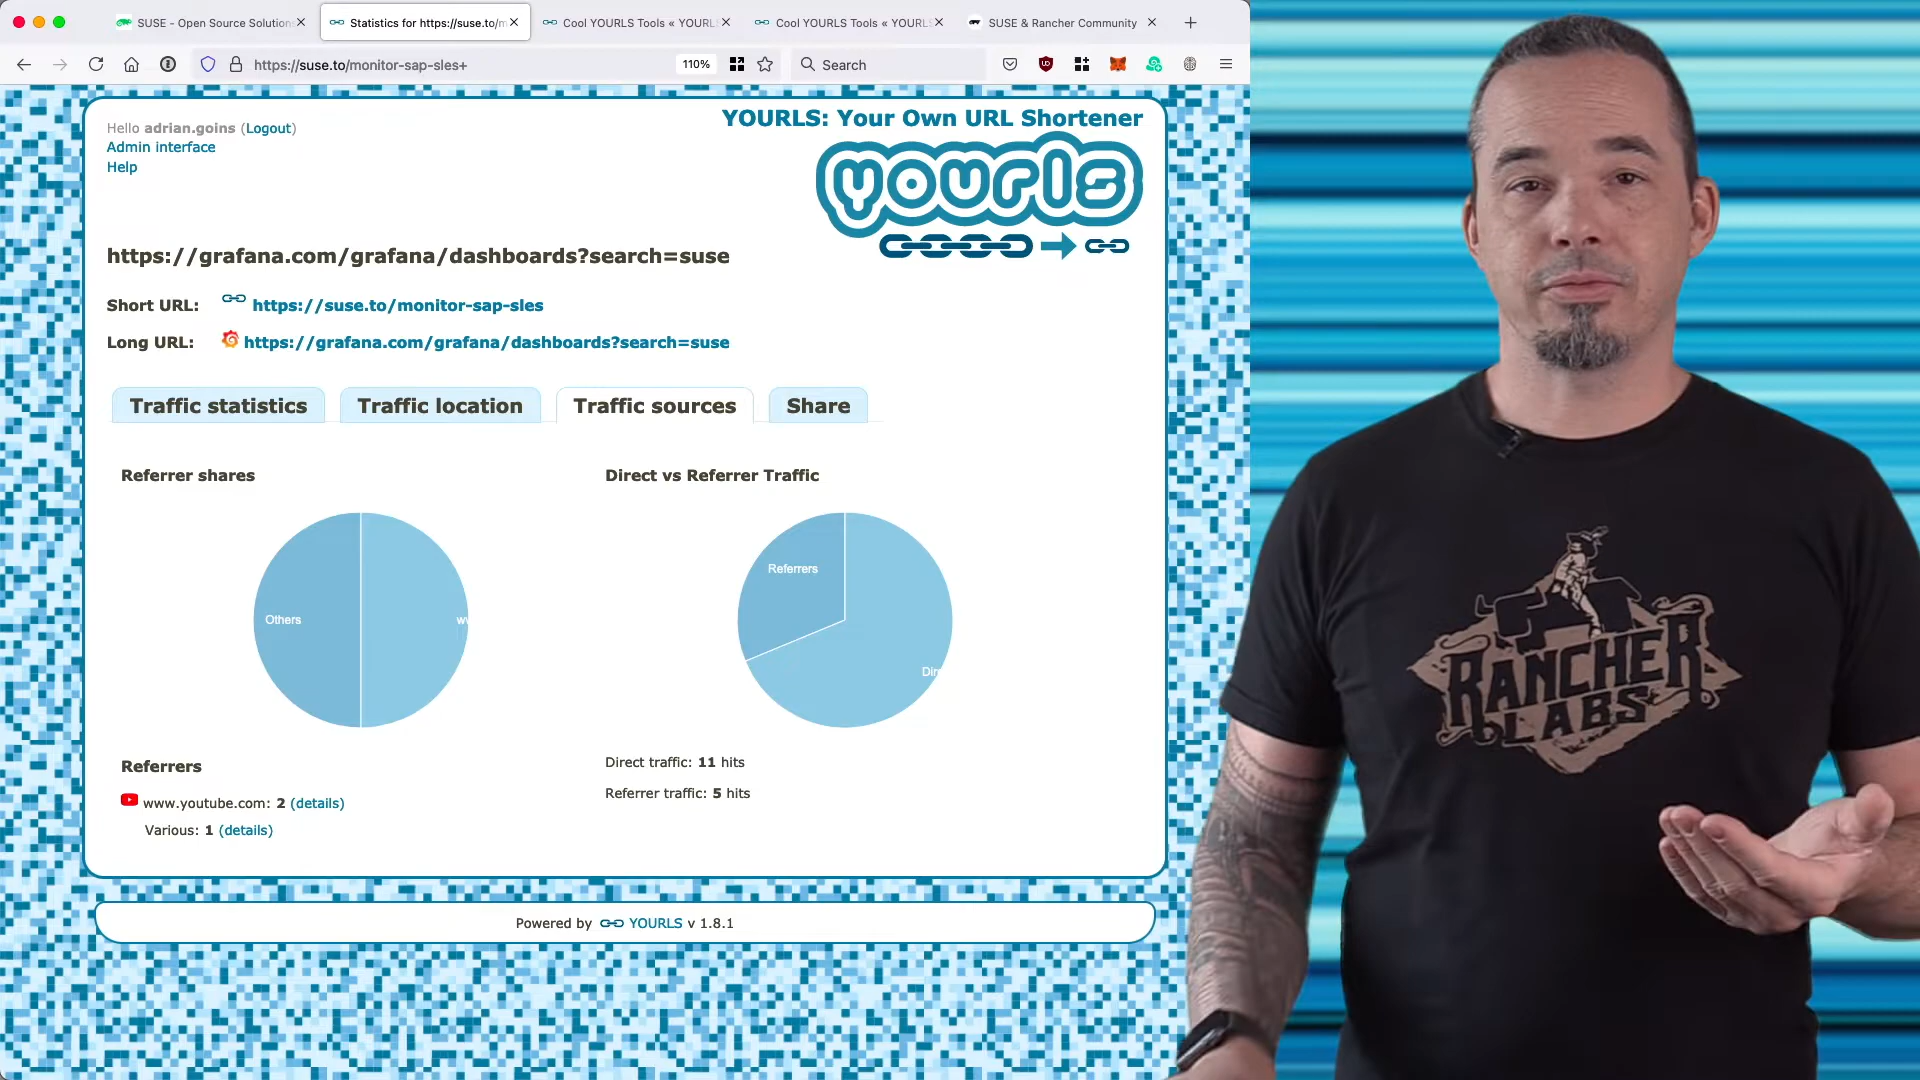 SUSE - Open Source Solution
Statistics for https://suse.to/m
Cool YOURLS Tools « YOURL
Cool YOURLS Tools « YOURL
SUSE & Rancher Community
https://suse.to/monitor-sap-sles+
110%
Search
Hello adrian.goins (Logout)
Admin interface
Help
YOURLS: Your Own URL Shortener
yourls
https://grafana.com/grafana/dashboards?search=suse
Short URL: https://suse.to/monitor-sap-sles
Long URL: https://grafana.com/grafana/dashboards?search=suse
Traffic statistics
Traffic location
Traffic sources
Share
Referrer shares
Others
Direct vs Referrer Traffic
Referrers
Dire
Referrers
www.youtube.com: 2 (details)
Various: 1 (details)
Direct traffic: 11 hits
Referrer traffic: 5 hits
Powered by YOURLS v 1.8.1
RANCHER
LABS